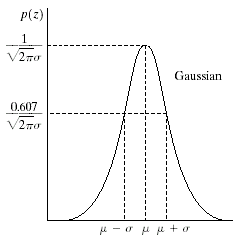 p(z)
1
√2πσ
Gaussian
0.607
√2πσ
μ − σ μ μ + σ